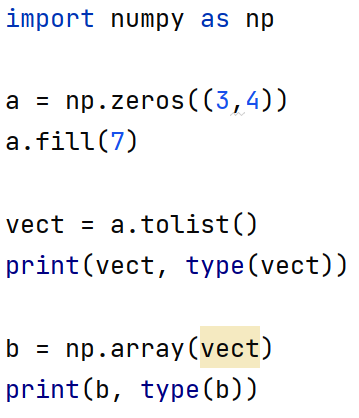 import numpy as np
a = np.zeros((3,4))
a.fill(7)
vect = a.tolist()
print(vect, type(vect))
b = np.array(vect)
print(b, type(b))